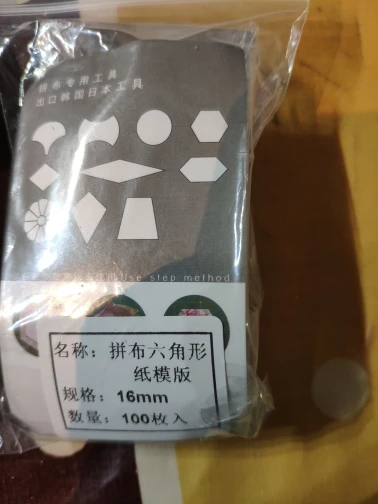 拼布专用工具
出口韩国日本工具
Use step method
名称：拼布六角形
纸模版
规格：16mm
数量：100枚入